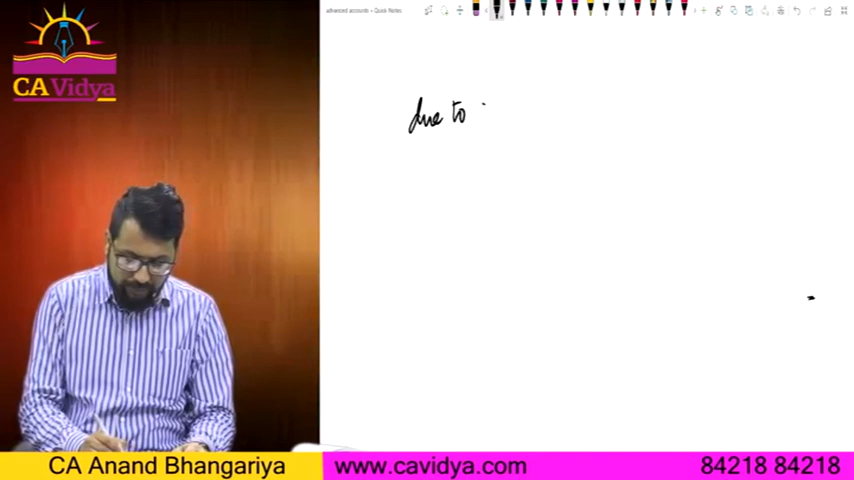 CA Vidya
advanced accounts » Quick Notes
due to
CA Anand Bhangariya
www.cavidya.com
84218 84218